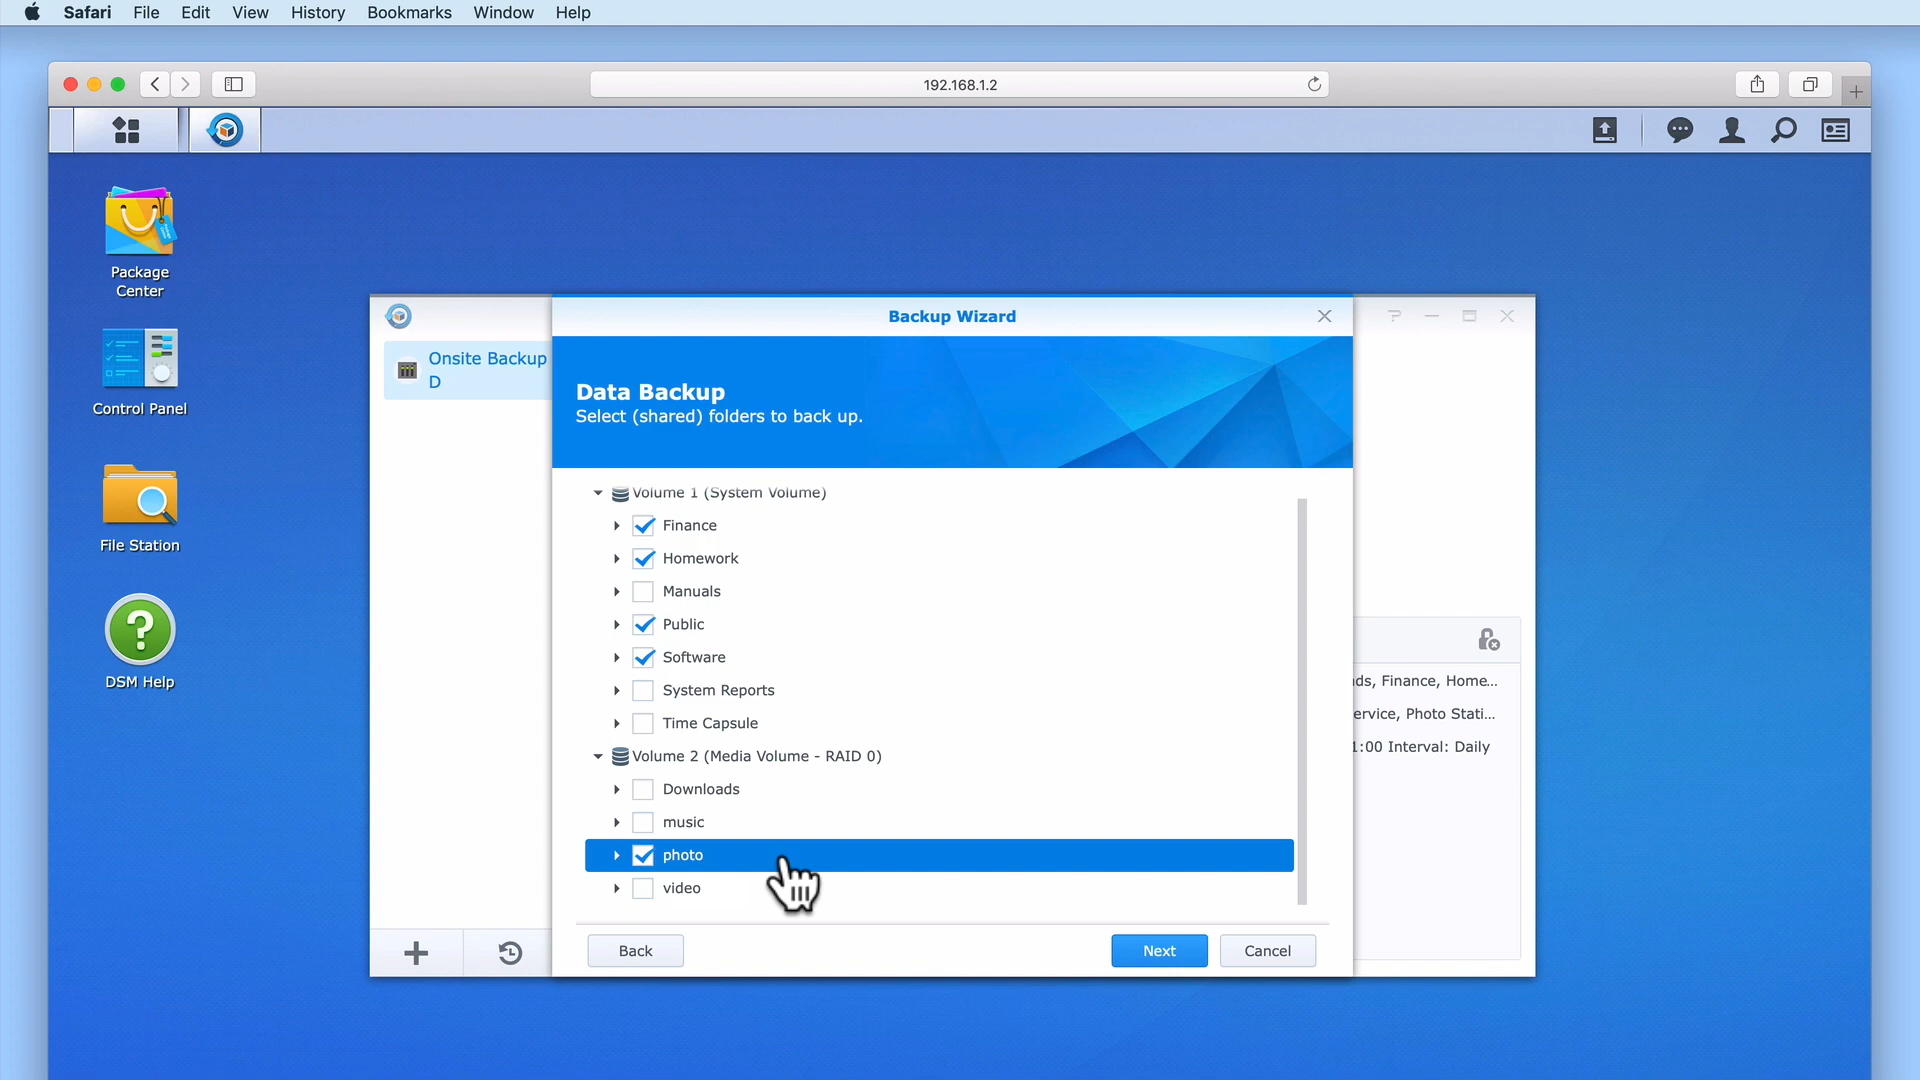 Safari File Edit View History Bookmarks Window Help
192.168.1.2
Package
Center
Control Panel
File Station
DSM Help
Onsite Backup
D
Backup Wizard
Data Backup
Select (shared) folders to back up.
Volume 1 (System Volume)
Finance
Homework
Manuals
Public
Software
System Reports
Time Capsule
Volume 2 (Media Volume - RAID 0)
Downloads
music
photo
video
Back
Next
Cancel
ds, Finance, Home...
ervice, Photo Stati...
1:00 Interval: Daily